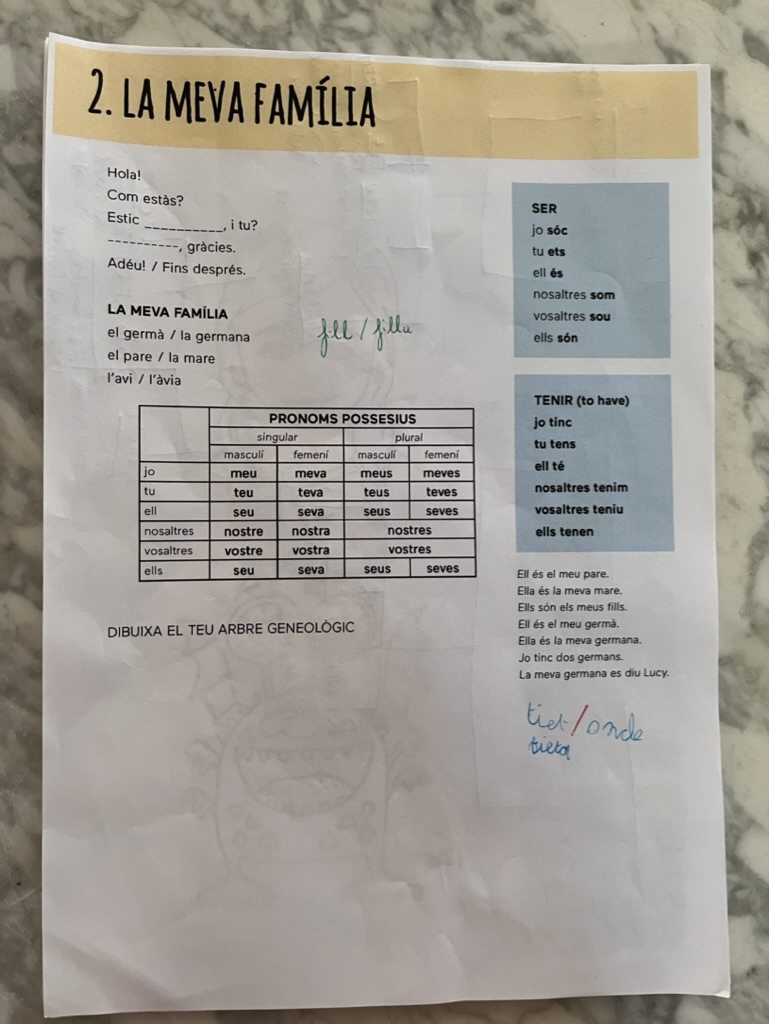 2. LA MEVA FAMÍLIA
Hola!
Com estàs?
Estic __________, i tu?
----------, gràcies.
Adéu! / Fins després.
LA MEVA FAMÍLIA
el germà / la germana
el pare / la mare
l'avi / l'àvia
fill / filla
PRONOMS POSSESIUS
singular plural
masculí femení masculí femení
jo meu meva meus meves
tu teu teva teus teves
ell seu seva seus seves
nosaltres nostre nostra nostres
vosaltres vostre vostra vostres
ells seu seva seus seves
DIBUIXA EL TEU ARBRE GENEOLÒGIC
SER
jo sóc
tu ets
ell és
nosaltres som
vosaltres sou
ells són
TENIR (to have)
jo tinc
tu tens
ell té
nosaltres tenim
vosaltres teniu
ells tenen
Ell és el meu pare.
Ella és la meva mare.
Ells són els meus fills.
Ell és el meu germà.
Ella és la meva germana.
Jo tinc dos germans.
La meva germana es diu Lucy.
tiet / oncle
tieta